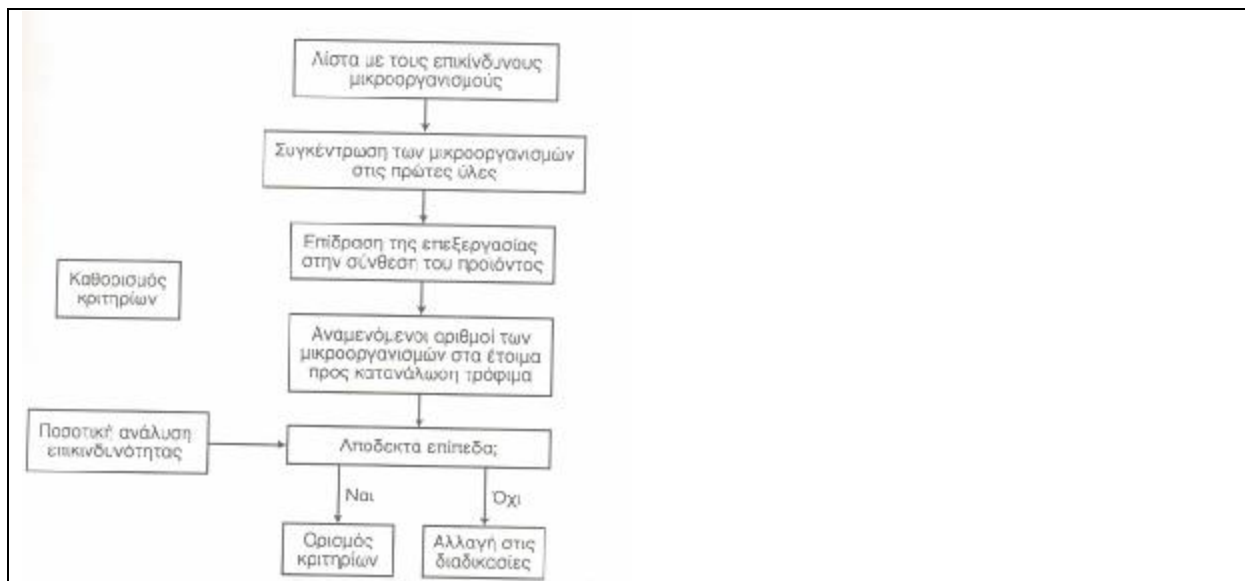 Λίστα με τους επικίνδυνους
μικροοργανισμούς
Συγκέντρωση των μικροοργανισμών
στις πρώτες ύλες
Επίδραση της επεξεργασίας
στην σύνθεση του προϊόντος
Καθορισμός
κριτηρίων
Αναμενόμενοι αριθμοί των
μικροοργανισμών στα έτοιμα
προς κατανάλωση τρόφιμα
Ποσοτική ανάλυση
επικινδυνότητας
Αποδεκτά επίπεδα;
Ναι
Όχι
Ορισμός
κριτηρίων
Αλλαγή στις
διαδικασίες